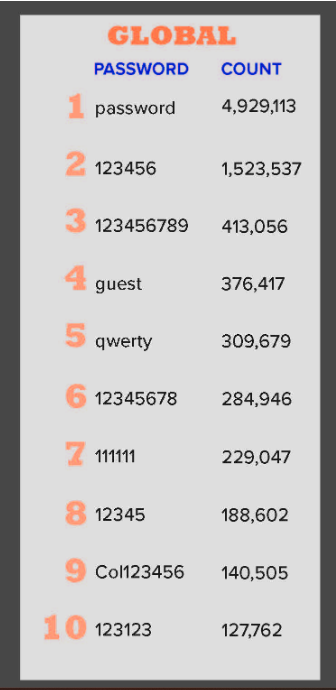 GLOBAL
PASSWORD COUNT
1 password 4,929,113
2 123456 1,523,537
3 123456789 413,056
4 guest 376,417
5 qwerty 309,679
6 12345678 284,946
7 111111 229,047
8 12345 188,602
9 Col123456 140,505
10 123123 127,762